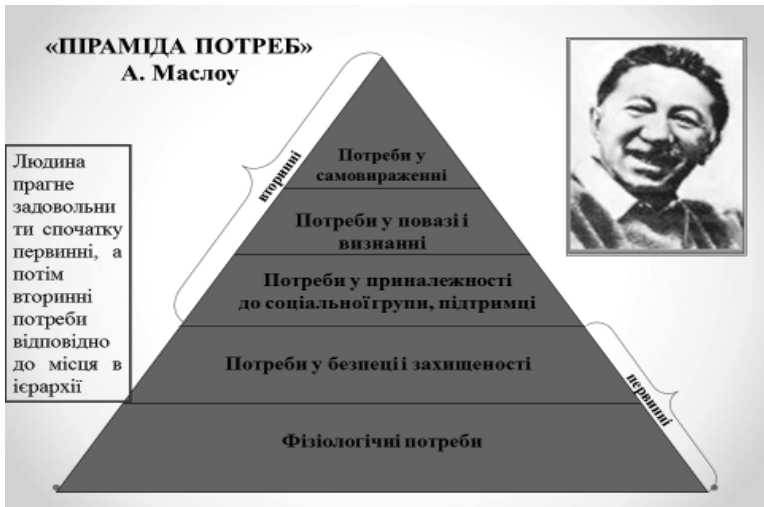 «ПІРАМІДА ПОТРЕБ»
А. Маслоу
Людина
прагне
задовольни
ти спочатку
первинні, а
потім
вторинні
потреби
відповідно
до місця в
ієрархії
вторинні
Потреби у
самовираженні
Потреби у повазі і
визнанні
Потреби у приналежності
до соціальної групи, підтримці
Потреби у безпеці і захищеності
первинні
Фізіологічні потреби